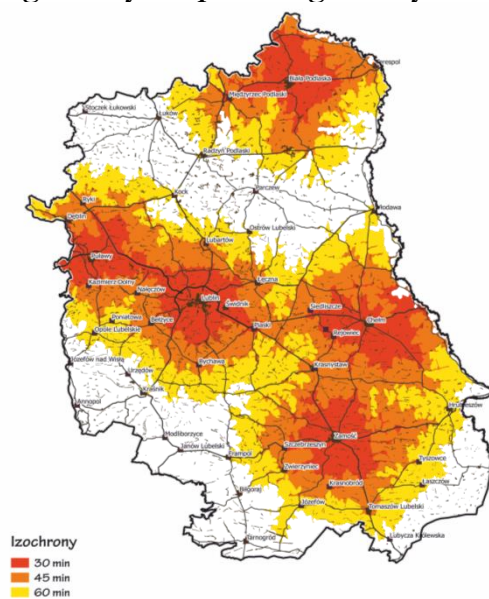 Terespol
Biała Podlaska
Międzyrzec Podlaski
Stoczek Łukowski
Łuków
Radzyń Podlaski
Kock
Parczew
Włodawa
Ryki
Dęblin
Ostrów Lubelski
Lubartów
Puławy
Łęczna
Kazimierz Dolny
Nałęczów
Lublin
Świdnik
Siedliszcze
Chełm
Poniatowa
Bełżyce
Piaski
Rejowiec
Opole Lubelskie
Bychawa
Krasnystaw
Józefów nad Wisłą
Urzędów
Kraśnik
Annopol
Hrubieszów
Modliborzyce
Zamość
Janów Lubelski
Szczebrzeszyn
Frampol
Zwierzyniec
Tyszowce
Biłgoraj
Krasnobród
Łaszczów
Józefów
Tomaszów Lubelski
Tarnogród
Lubycza Królewska
Izochrony
30 min
45 min
60 min